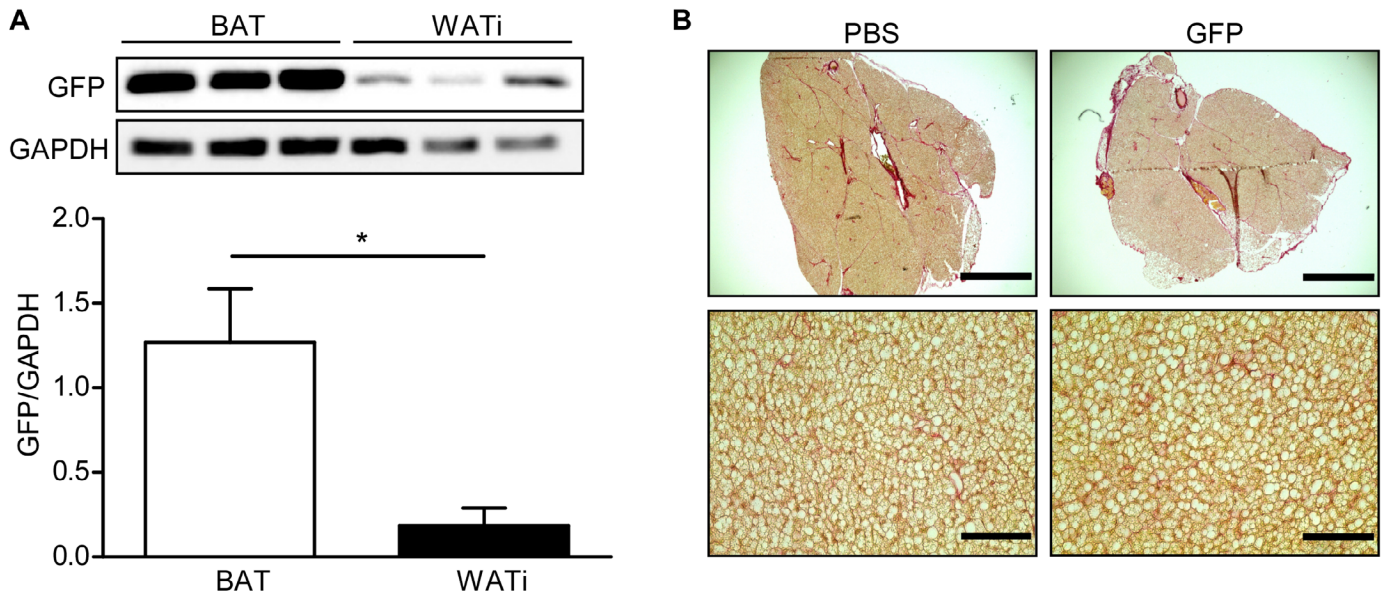 A
BAT WATi
GFP
GAPDH
2.0
*
1.5
1.0
0.5
0.0
GFP/GAPDH
BAT WATi
B
PBS GFP